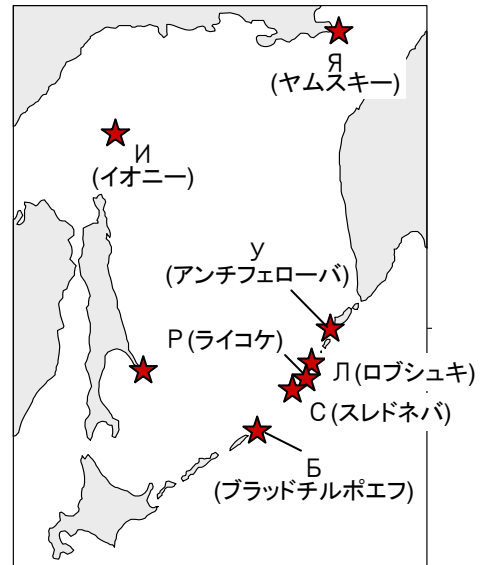 Я
(ヤムスキー)
И
(イオニー)
У
(アンチフェローバ)
Р(ライコケ)
Л(ロブシュキ)
С(スレドネバ)
Б
(ブラッドチルポエフ)